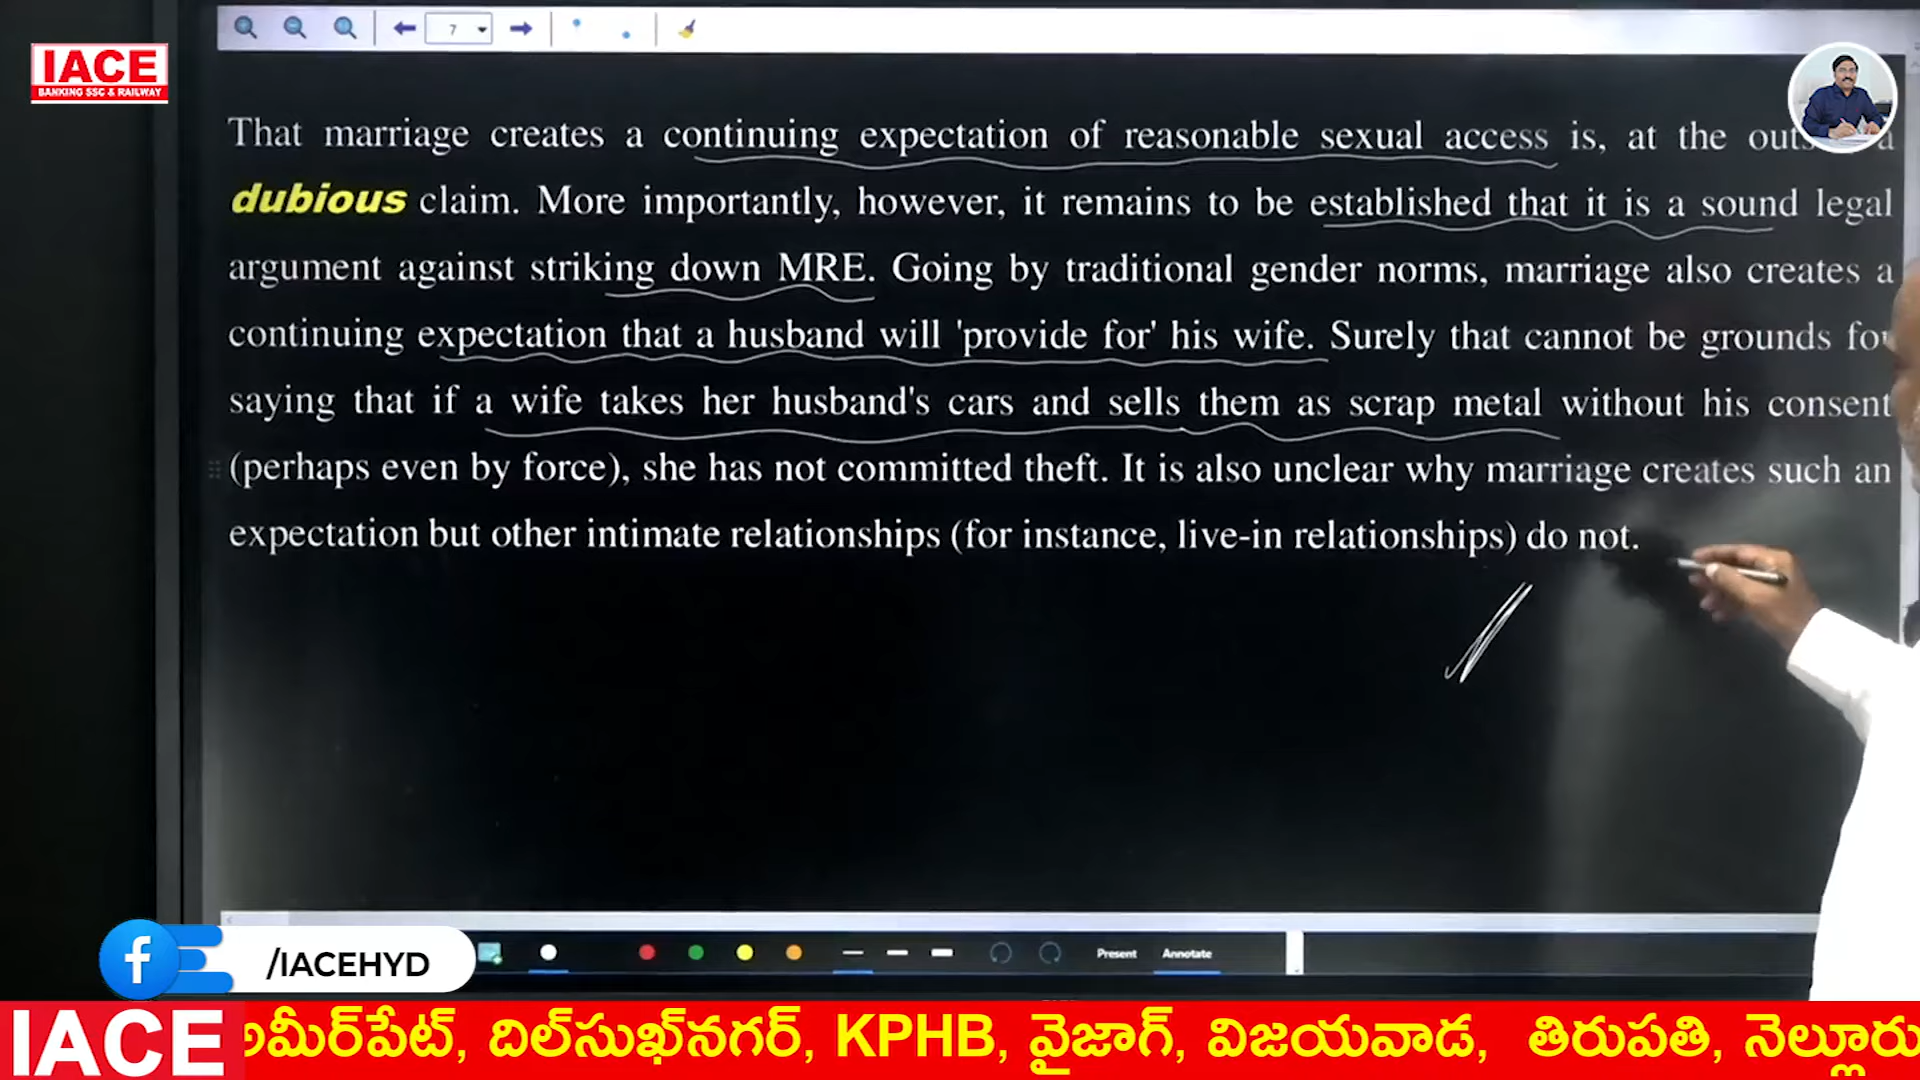 7
IACE
BANKING SSC & RAILWAY
That marriage creates a continuing expectation of reasonable sexual access is, at the a
dubious claim. More importantly, however, it remains to be established that it is a sound legal
argument against striking down MRE. Going by traditional gender norms, marriage also creates a
continuing expectation that a husband will 'provide for' his wife. Surely that cannot be grounds for
saying that if a wife takes her husband's cars and sells them as scrap metal without his consent
(perhaps even by force), she has not committed theft. It is also unclear why marriage creates such an
expectation but other intimate relationships (for instance, live-in relationships) do not.
/IACEHYD
Present Annotate
IACE అమీర్‌పేట్, దిల్‌సుఖ్‌నగర్, KPHB, వైజాగ్, విజయవాడ, తిరుపతి, నెల్లూరు